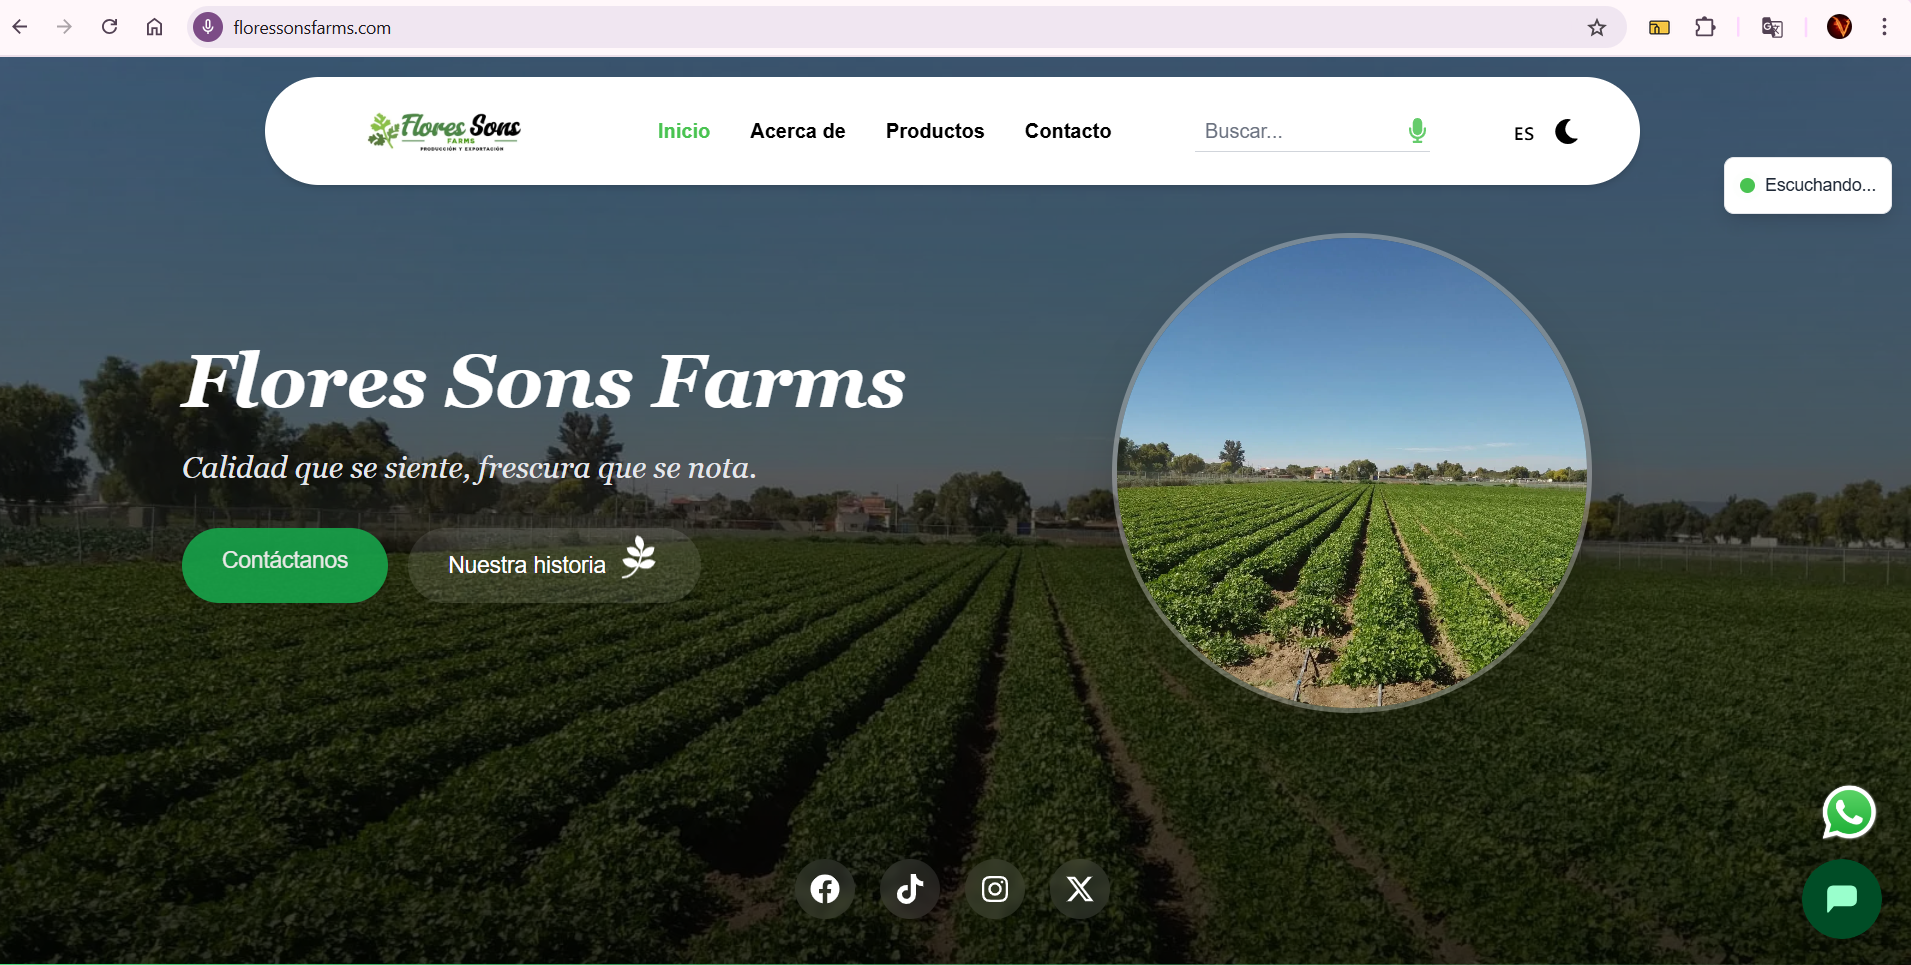 floressonsfarms.com
Flores Sons
FARMS
PRODUCCIÓN Y EXPORTACIÓN
Inicio
Acerca de
Productos
Contacto
Buscar...
ES
Escuchando...
Flores Sons Farms
Calidad que se siente, frescura que se nota.
Contáctanos
Nuestra historia